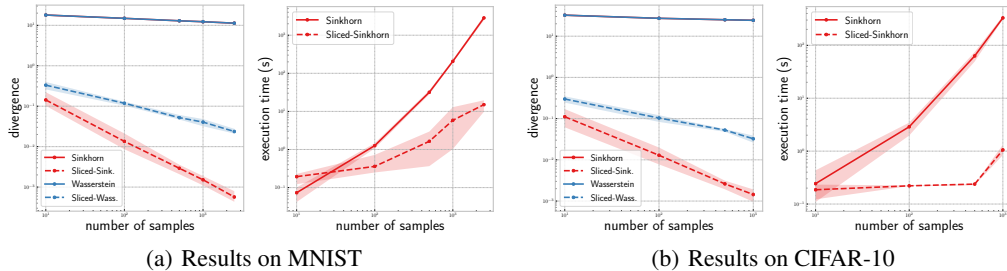 Sinkhorn
Sliced-Sink.
Wasserstein
Sliced-Wass.
divergence
number of samples
Sinkhorn
Sliced-Sinkhorn
execution time (s)
number of samples
(a) Results on MNIST
Sinkhorn
Sliced-Sink.
Wasserstein
Sliced-Wass.
divergence
number of samples
Sinkhorn
Sliced-Sinkhorn
execution time (s)
number of samples
(b) Results on CIFAR-10